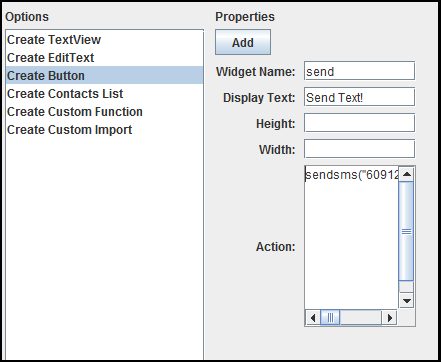 Options
Create TextView
Create EditText
Create Button
Create Contacts List
Create Custom Function
Create Custom Import
Properties
Add
Widget Name: send
Display Text: Send Text!
Height:
Width:
Action: sendsms("60912